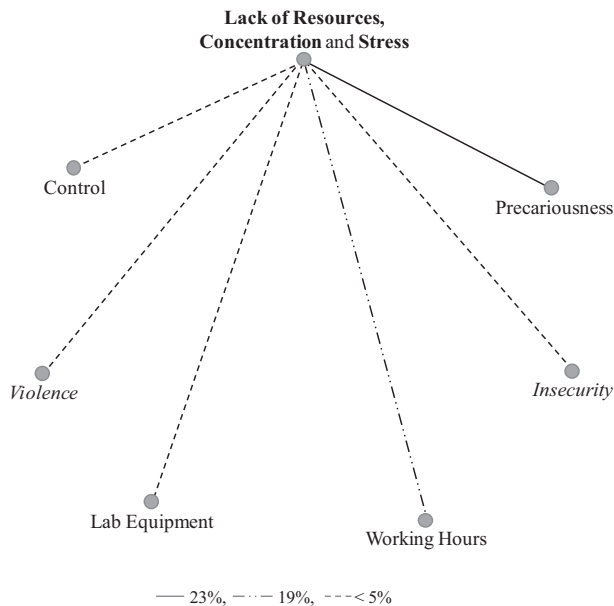 Lack of Resources,
Concentration and Stress
Control
Precariousness
Violence
Insecurity
Lab Equipment
Working Hours
23%, 19%, < 5%